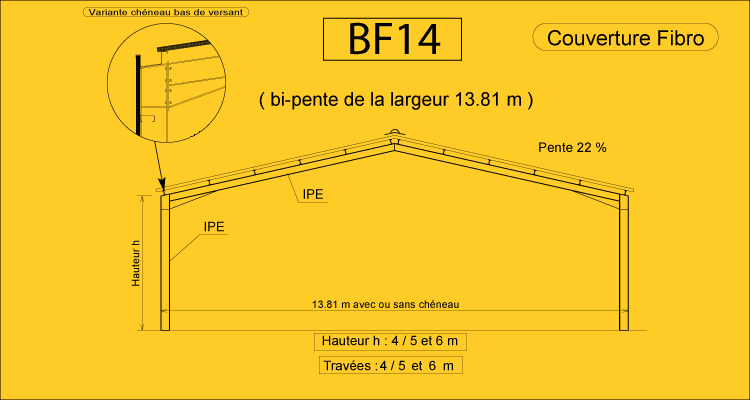 Variante chéneau bas de versant
BF14
Couverture Fibro
( bi-pente de la largeur 13.81 m )
Pente 22 %
IPE
IPE
Hauteur h
13.81 m avec ou sans chéneau
Hauteur h : 4 / 5 et 6 m
Travées : 4 / 5 et 6 m